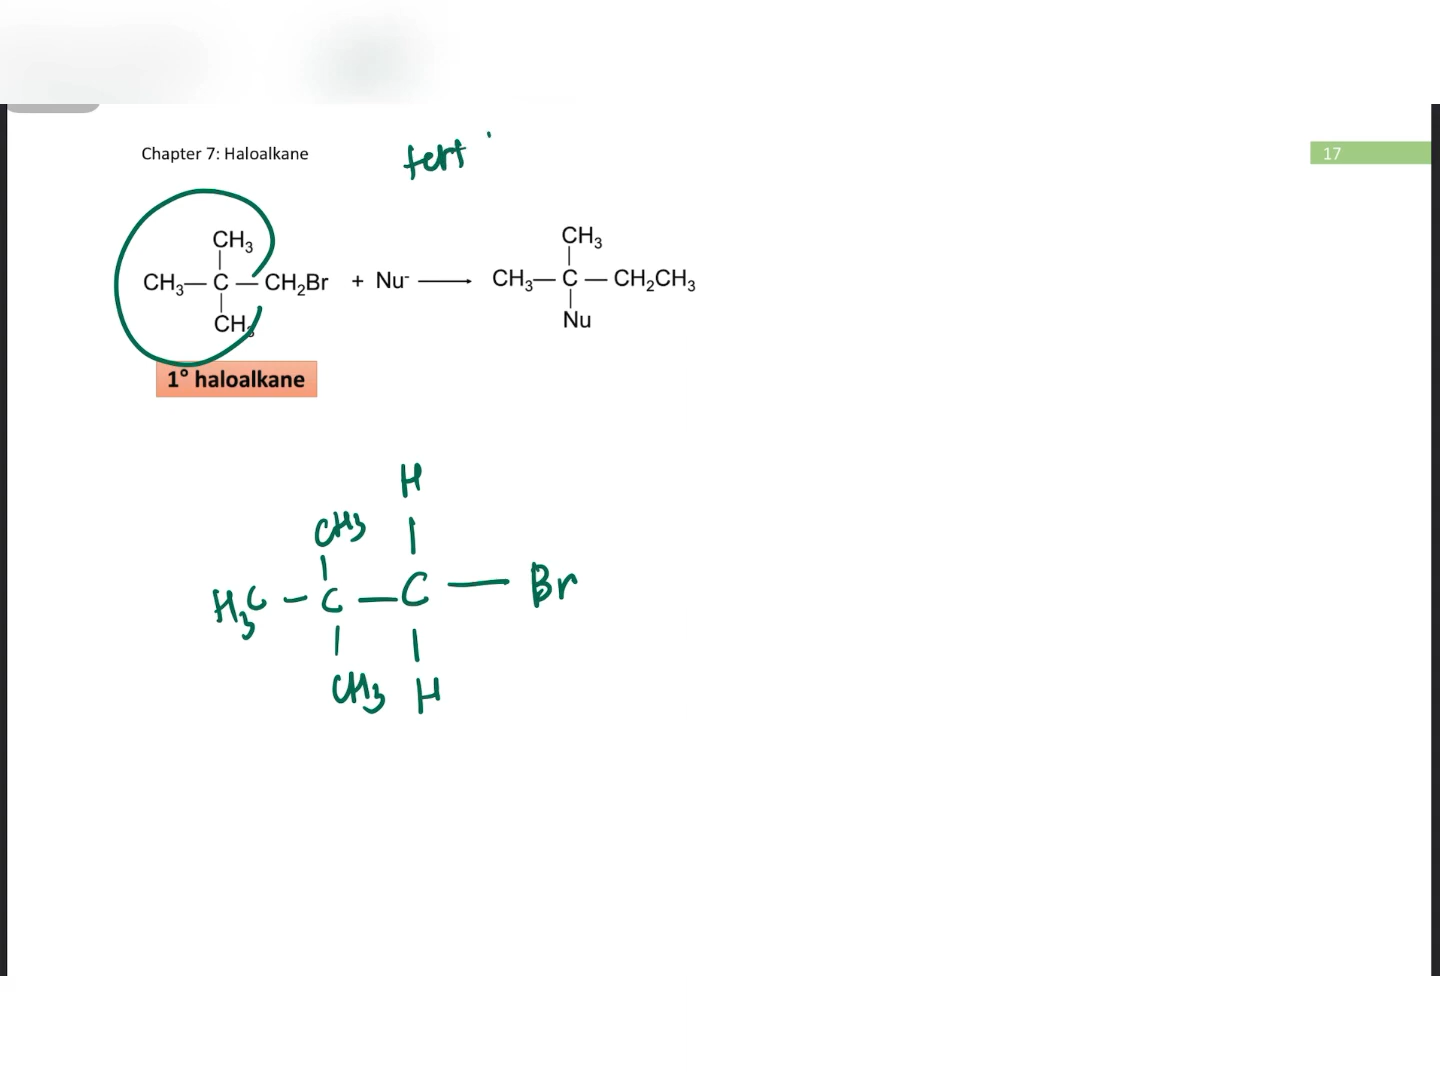 Chapter 7: Haloalkane
tert
17
CH3
CH3
CH3— C — CH2Br + Nu- ⟶ CH3— C — CH2CH3
CH3
Nu
1° haloalkane
H
CH3
H3C – C — C — Br
CH3 H